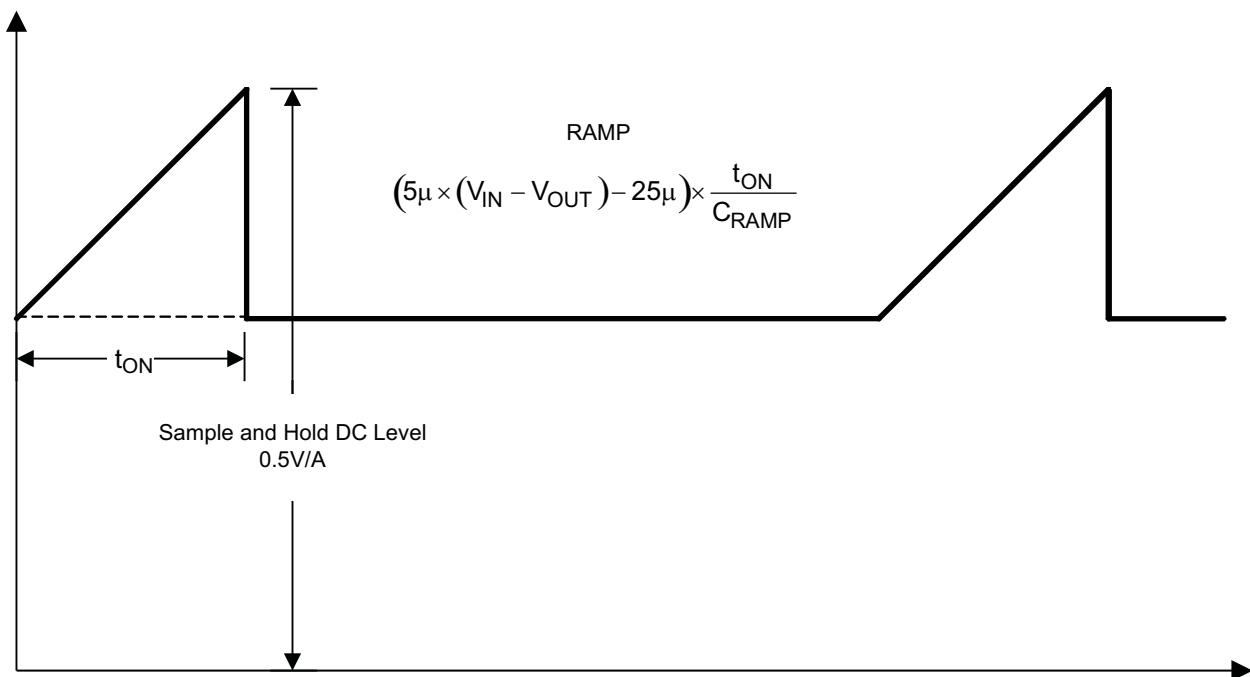 RAMP
(5µ × (V_IN − V_OUT) − 25µ) × t_ON / C_RAMP
t_ON
Sample and Hold DC Level
0.5V/A